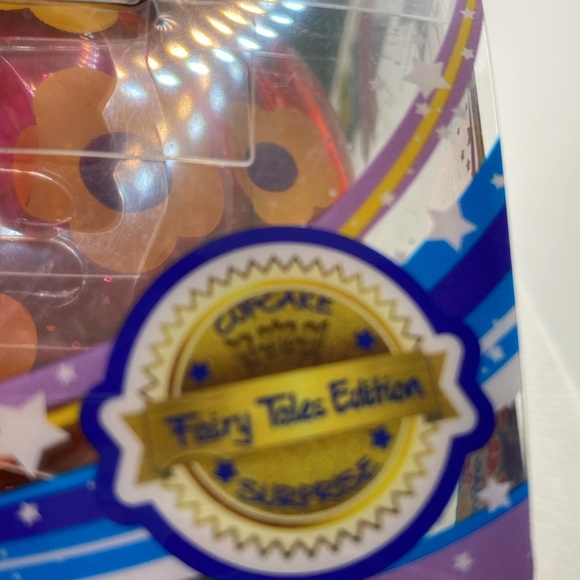 CUPCAKE
Fairy Tales Edition
SURPRISE